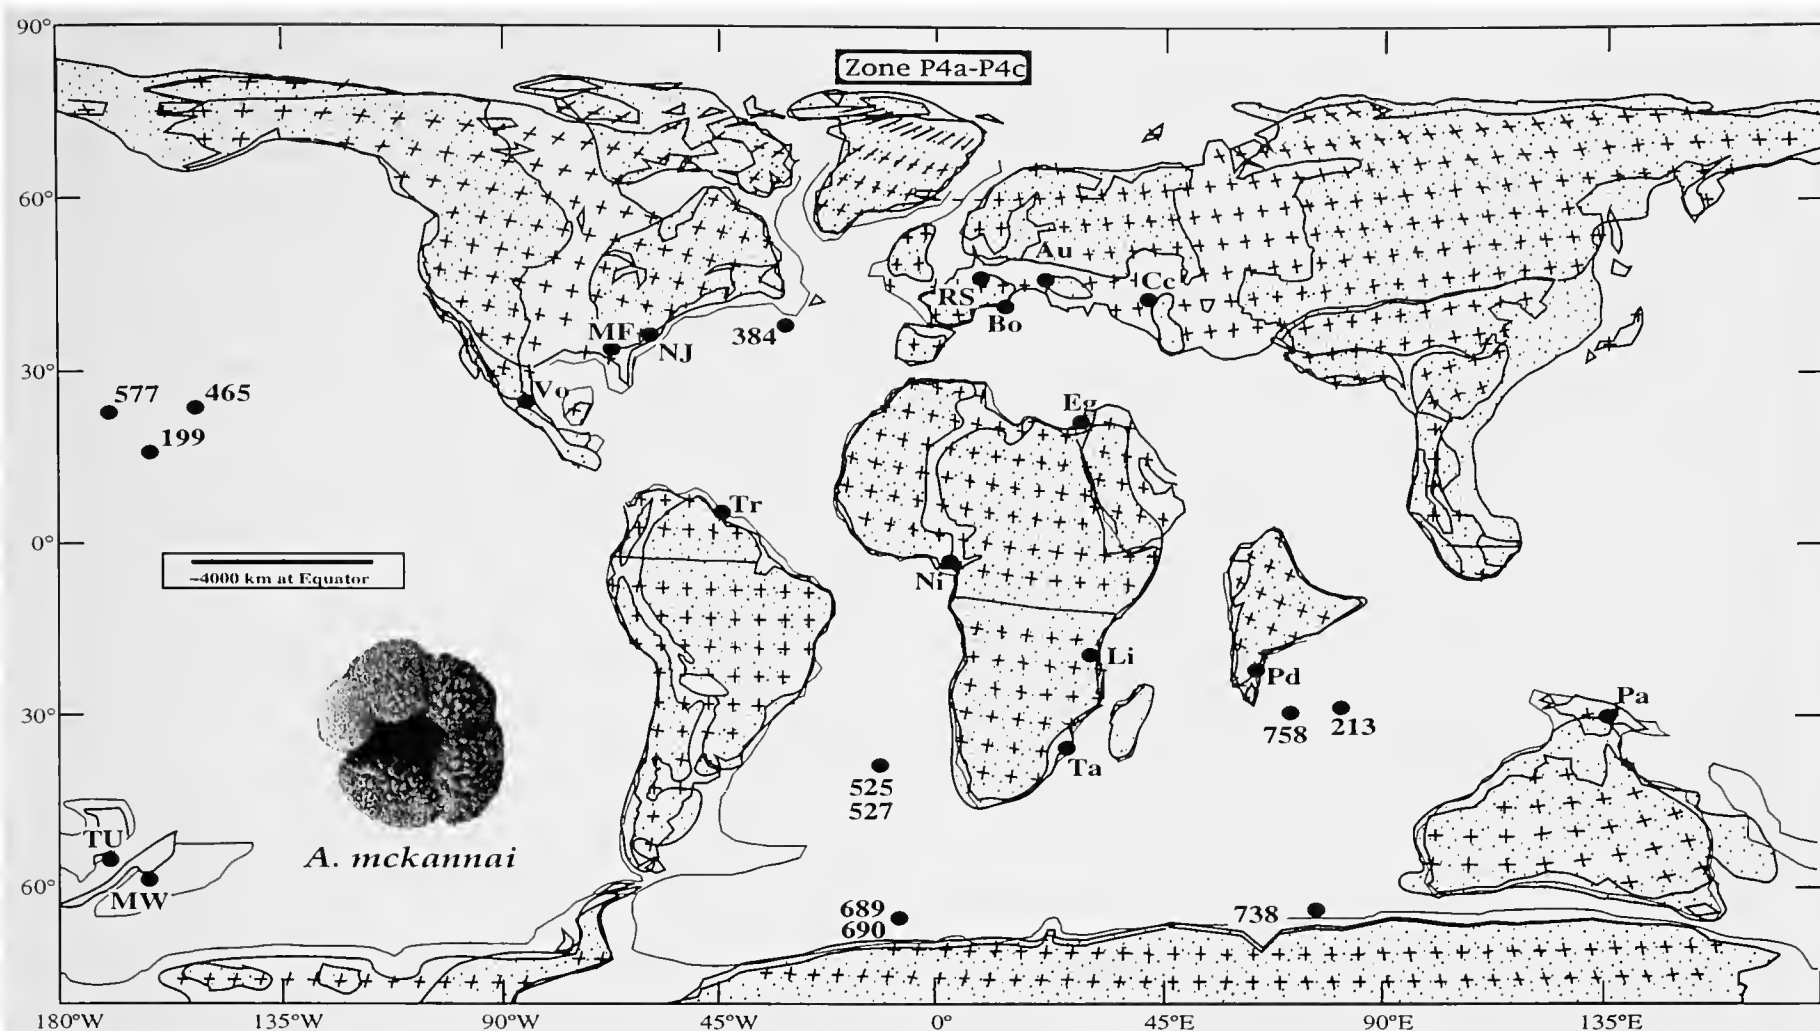 90°
Zone P4a-P4c
60°
Au
Cc
RS
Bo
MF
NJ
384
30°
577
465
Vo
199
Eg
Tr
0°
~4000 km at Equator
Ni
Li
Pd
Pa
30°
758
213
Ta
525
527
TU
A. mckannai
60°
MW
689
690
738
180°W
135°W
90°W
45°W
0°
45°E
90°E
135°E